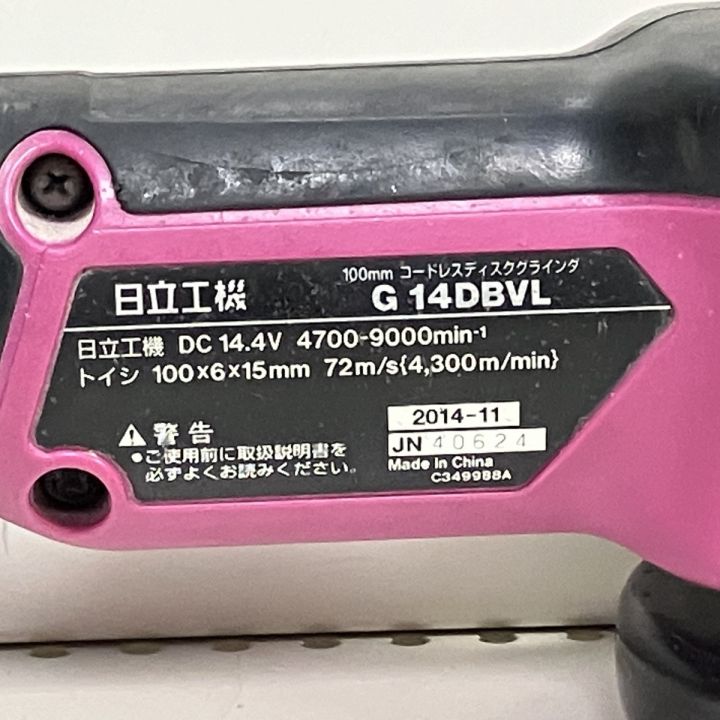 100mm コードレスディスクグラインダ
日立工機 G 14DBVL
日立工機 DC 14.4V 4700-9000min-1
トイシ 100×6×15mm 72m/s{4,300m/min}
2014-11
⚠ 警告
JN 40624
●ご使用前に取扱説明書を
Made in China
必ずよくお読みください。
C349988A